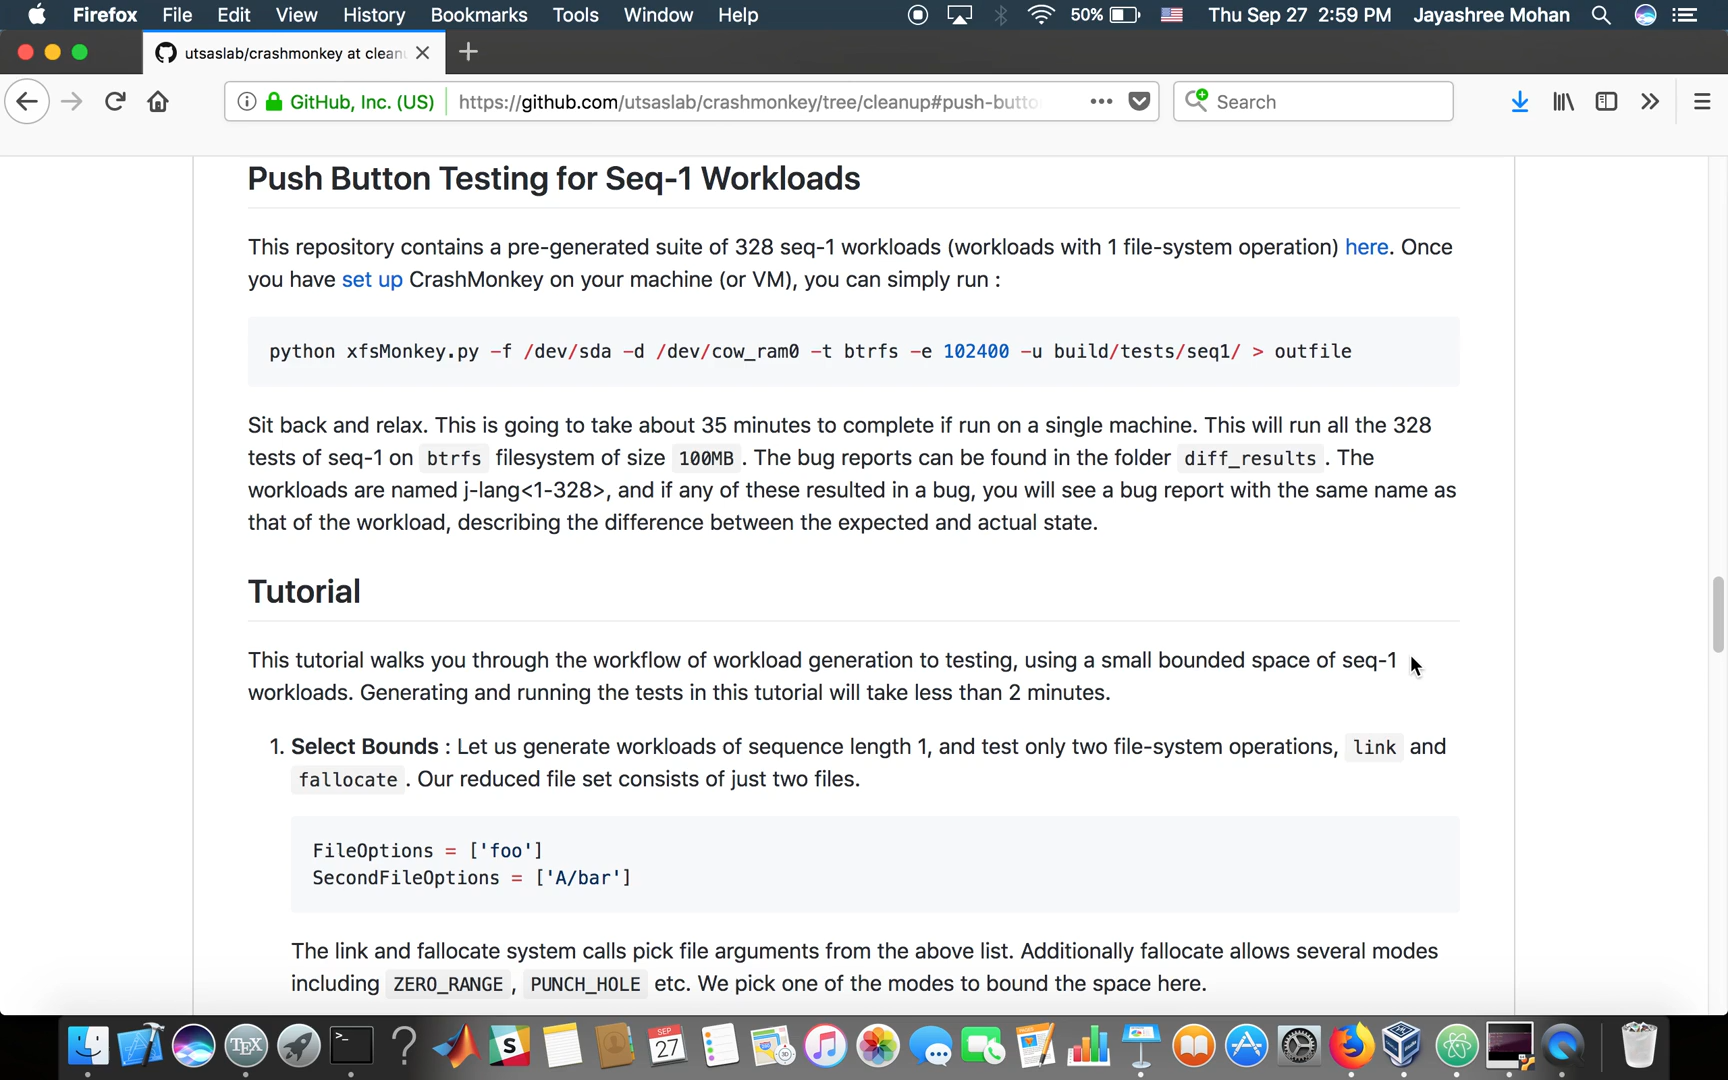 Firefox File Edit View History Bookmarks Tools Window Help 50% Thu Sep 27 2:59 PM Jayashree Mohan
utsaslab/crashmonkey at clean
GitHub, Inc. (US) https://github.com/utsaslab/crashmonkey/tree/cleanup#push-butto Search
Push Button Testing for Seq-1 Workloads
This repository contains a pre-generated suite of 328 seq-1 workloads (workloads with 1 file-system operation) here. Once
you have set up CrashMonkey on your machine (or VM), you can simply run :
python xfsMonkey.py -f /dev/sda -d /dev/cow_ram0 -t btrfs -e 102400 -u build/tests/seq1/ > outfile
Sit back and relax. This is going to take about 35 minutes to complete if run on a single machine. This will run all the 328
tests of seq-1 on btrfs filesystem of size 100MB . The bug reports can be found in the folder diff_results . The
workloads are named j-lang<1-328>, and if any of these resulted in a bug, you will see a bug report with the same name as
that of the workload, describing the difference between the expected and actual state.
Tutorial
This tutorial walks you through the workflow of workload generation to testing, using a small bounded space of seq-1
workloads. Generating and running the tests in this tutorial will take less than 2 minutes.
1. Select Bounds : Let us generate workloads of sequence length 1, and test only two file-system operations, link and
fallocate . Our reduced file set consists of just two files.
FileOptions = ['foo']
SecondFileOptions = ['A/bar']
The link and fallocate system calls pick file arguments from the above list. Additionally fallocate allows several modes
including ZERO_RANGE , PUNCH_HOLE etc. We pick one of the modes to bound the space here.
TEX
SEP
27